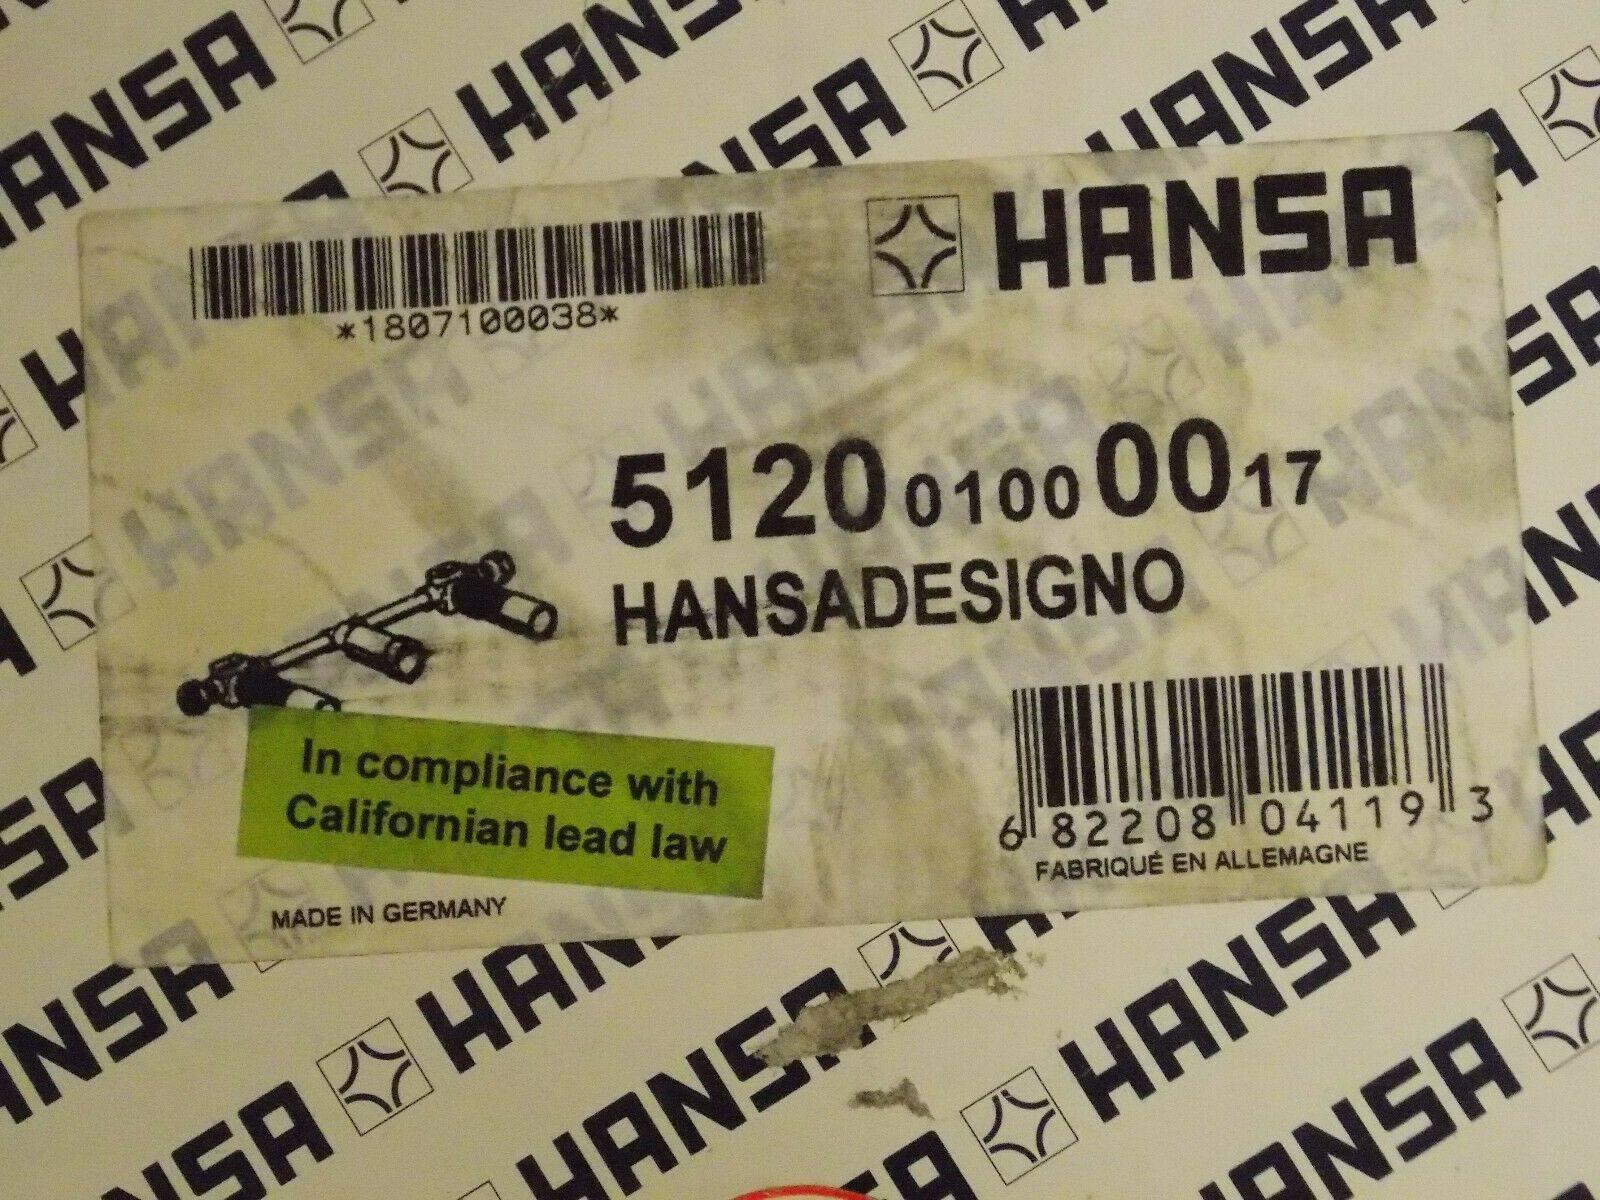 HANSA
*1807100038*
5120 0100 00 17
HANSADESIGNO
In compliance with
Californian lead law
6 82208 04119 3
FABRIQUÉ EN ALLEMAGNE
MADE IN GERMANY